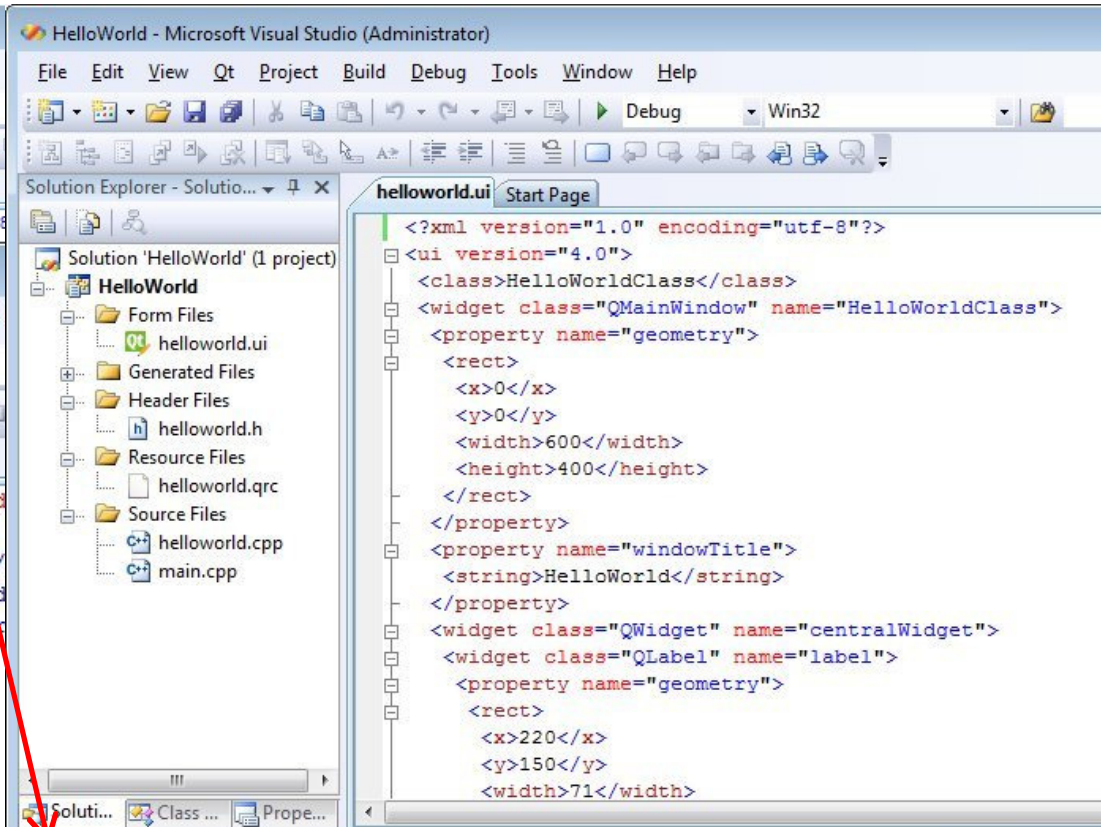 HelloWorld - Microsoft Visual Studio (Administrator)
File Edit View Qt Project Build Debug Tools Window Help
Debug Win32
Solution Explorer - Solutio...
helloworld.ui Start Page
Solution 'HelloWorld' (1 project)
HelloWorld
Form Files
helloworld.ui
Generated Files
Header Files
helloworld.h
Resource Files
helloworld.qrc
Source Files
helloworld.cpp
main.cpp
Soluti... Class ... Prope...
<?xml version="1.0" encoding="utf-8"?>
<ui version="4.0">
<class>HelloWorldClass</class>
<widget class="QMainWindow" name="HelloWorldClass">
<property name="geometry">
<rect>
<x>0</x>
<y>0</y>
<width>600</width>
<height>400</height>
</rect>
</property>
<property name="windowTitle">
<string>HelloWorld</string>
</property>
<widget class="QWidget" name="centralWidget">
<widget class="QLabel" name="label">
<property name="geometry">
<rect>
<x>220</x>
<y>150</y>
<width>71</width>